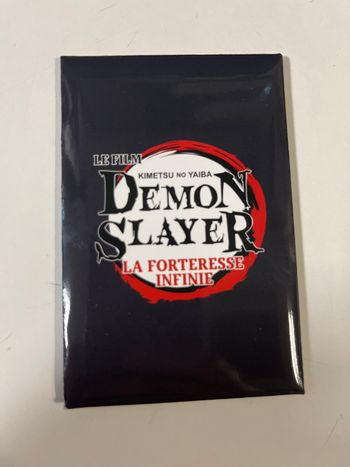 LE FILM
KIMETSU NO YAIBA
DEMON
SLAYER
LA FORTERESSE
INFINIE